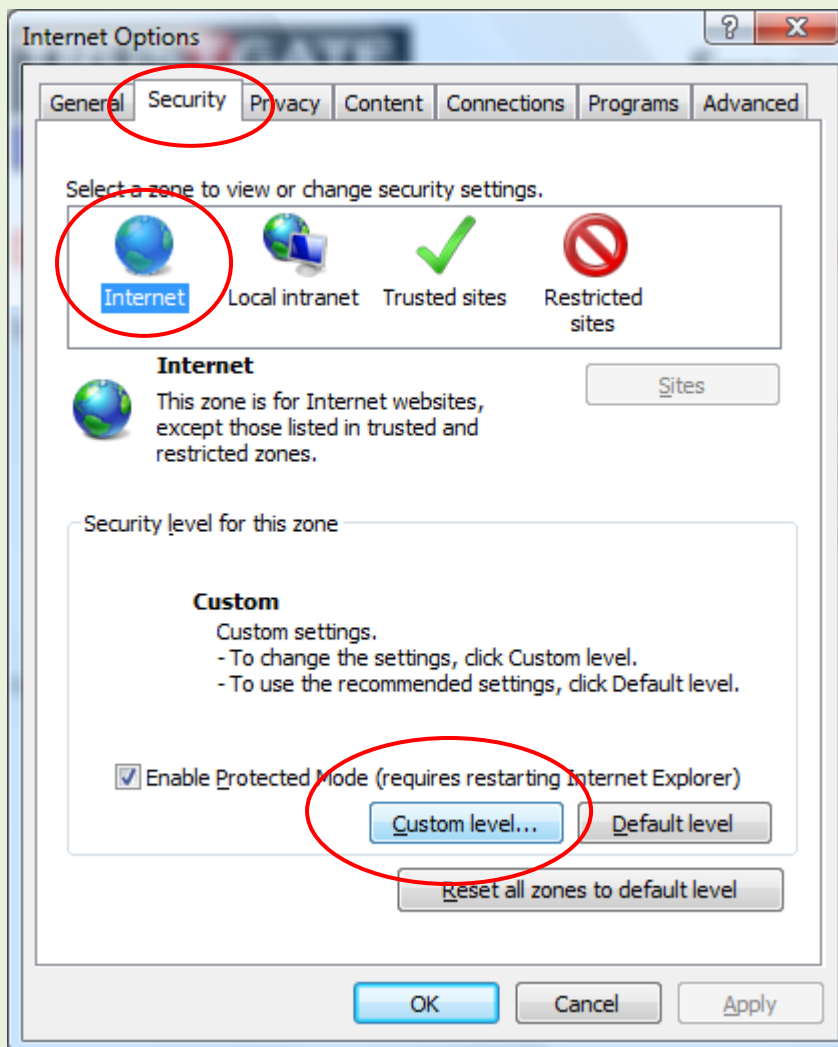 Internet Options
General Security Privacy Content Connections Programs Advanced
Select a zone to view or change security settings.
Internet Local intranet Trusted sites Restricted
sites
Internet
Sites
This zone is for Internet websites,
except those listed in trusted and
restricted zones.
Security level for this zone
Custom
Custom settings.
- To change the settings, click Custom level.
- To use the recommended settings, click Default level.
Enable Protected Mode (requires restarting Internet Explorer)
Custom level... Default level
Reset all zones to default level
OK Cancel Apply